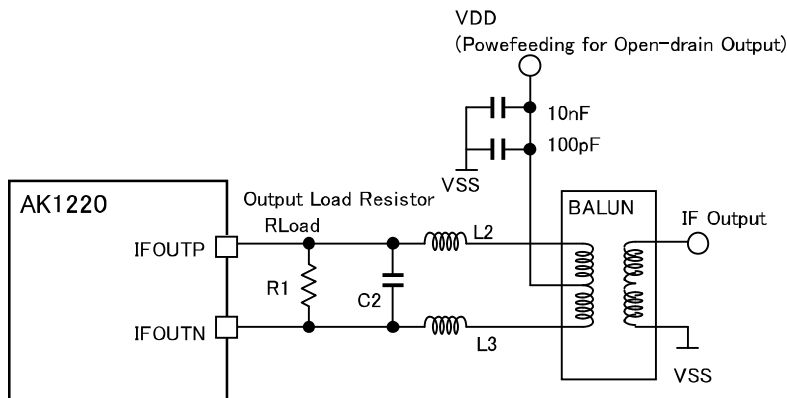 VDD
(Powefeeding for Open-drain Output)
10nF
100pF
VSS
AK1220
Output Load Resistor
RLoad
BALUN
IF Output
IFOUTP
L2
R1
C2
IFOUTN
L3
VSS